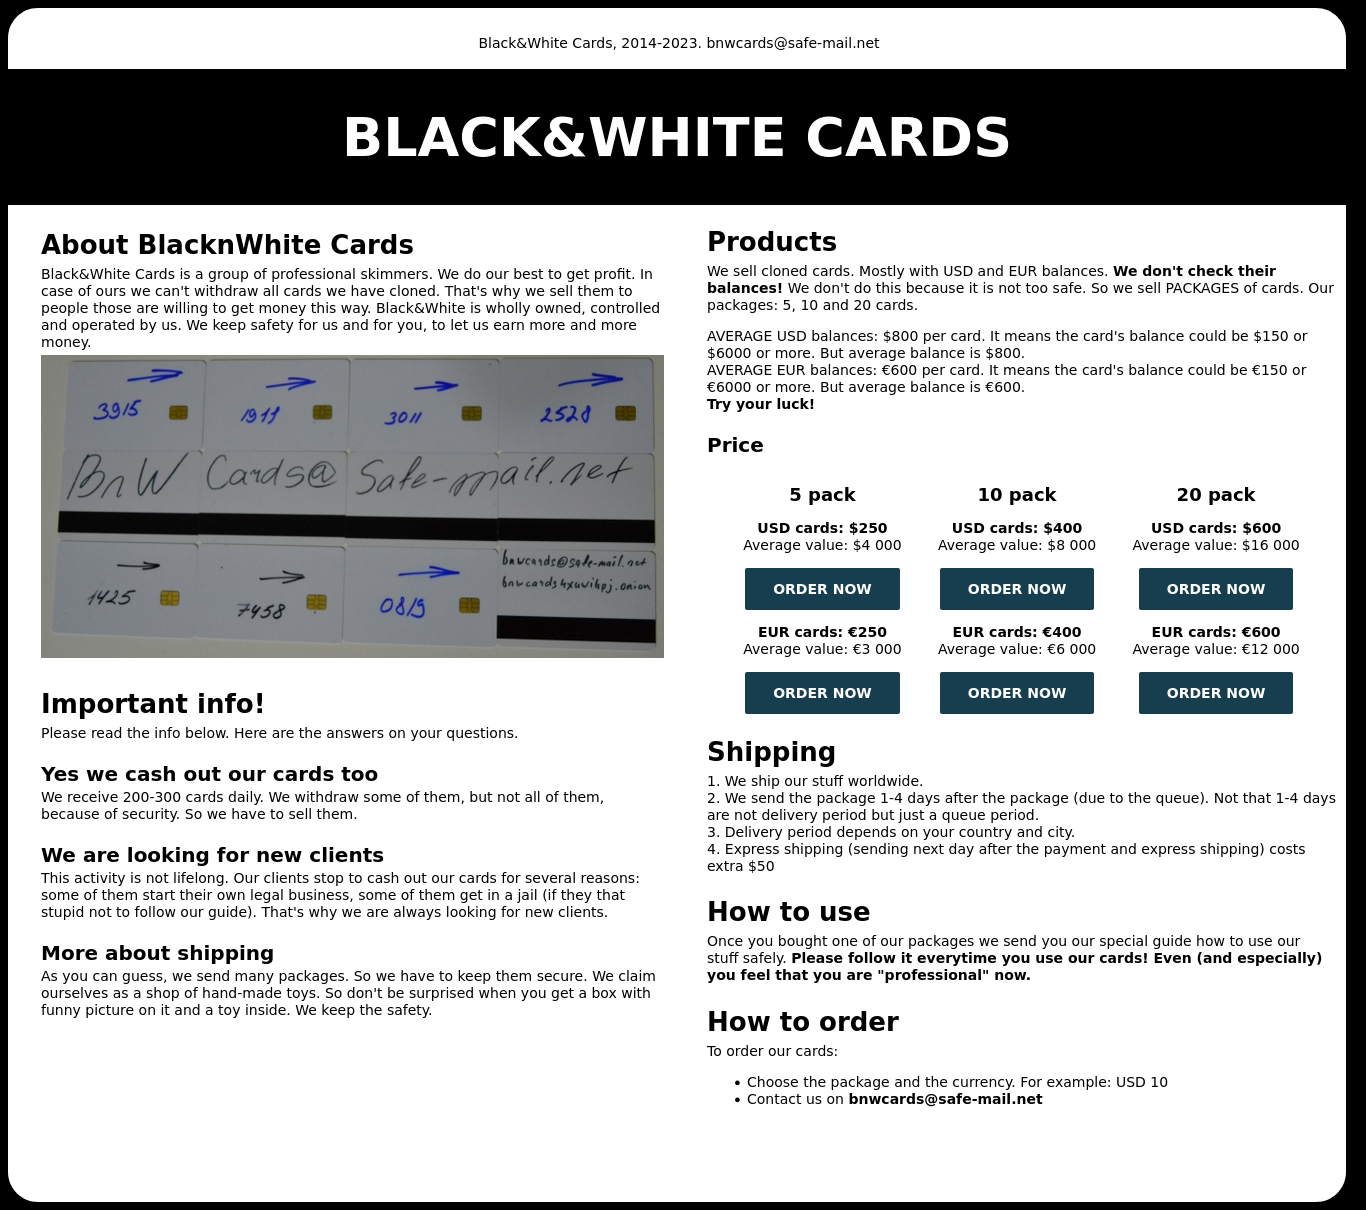 Black&White Cards, 2014-2023. bnwcards@safe-mail.net
BLACK&WHITE CARDS
About BlacknWhite Cards
Black&White Cards is a group of professional skimmers. We do our best to get profit. In
case of ours we can't withdraw all cards we have cloned. That's why we sell them to
people those are willing to get money this way. Black&White is wholly owned, controlled
and operated by us. We keep safety for us and for you, to let us earn more and more
money.
3915
1911
3011
2528
BnW Cards@ Safe-mail.net
1425
7458
0819
bnwcards@safe-mail.net
bnwcards4xuwihpj.onion
Important info!
Please read the info below. Here are the answers on your questions.
Yes we cash out our cards too
We receive 200-300 cards daily. We withdraw some of them, but not all of them,
because of security. So we have to sell them.
We are looking for new clients
This activity is not lifelong. Our clients stop to cash out our cards for several reasons:
some of them start their own legal business, some of them get in a jail (if they that
stupid not to follow our guide). That's why we are always looking for new clients.
More about shipping
As you can guess, we send many packages. So we have to keep them secure. We claim
ourselves as a shop of hand-made toys. So don't be surprised when you get a box with
funny picture on it and a toy inside. We keep the safety.
Products
We sell cloned cards. Mostly with USD and EUR balances. We don't check their
balances! We don't do this because it is not too safe. So we sell PACKAGES of cards. Our
packages: 5, 10 and 20 cards.
AVERAGE USD balances: $800 per card. It means the card's balance could be $150 or
$6000 or more. But average balance is $800.
AVERAGE EUR balances: €600 per card. It means the card's balance could be €150 or
€6000 or more. But average balance is €600.
Try your luck!
Price
5 pack 10 pack 20 pack
USD cards: $250 USD cards: $400 USD cards: $600
Average value: $4 000 Average value: $8 000 Average value: $16 000
ORDER NOW ORDER NOW ORDER NOW
EUR cards: €250 EUR cards: €400 EUR cards: €600
Average value: €3 000 Average value: €6 000 Average value: €12 000
ORDER NOW ORDER NOW ORDER NOW
Shipping
1. We ship our stuff worldwide.
2. We send the package 1-4 days after the package (due to the queue). Not that 1-4 days
are not delivery period but just a queue period.
3. Delivery period depends on your country and city.
4. Express shipping (sending next day after the payment and express shipping) costs
extra $50
How to use
Once you bought one of our packages we send you our special guide how to use our
stuff safely. Please follow it everytime you use our cards! Even (and especially)
you feel that you are "professional" now.
How to order
To order our cards:
• Choose the package and the currency. For example: USD 10
• Contact us on bnwcards@safe-mail.net